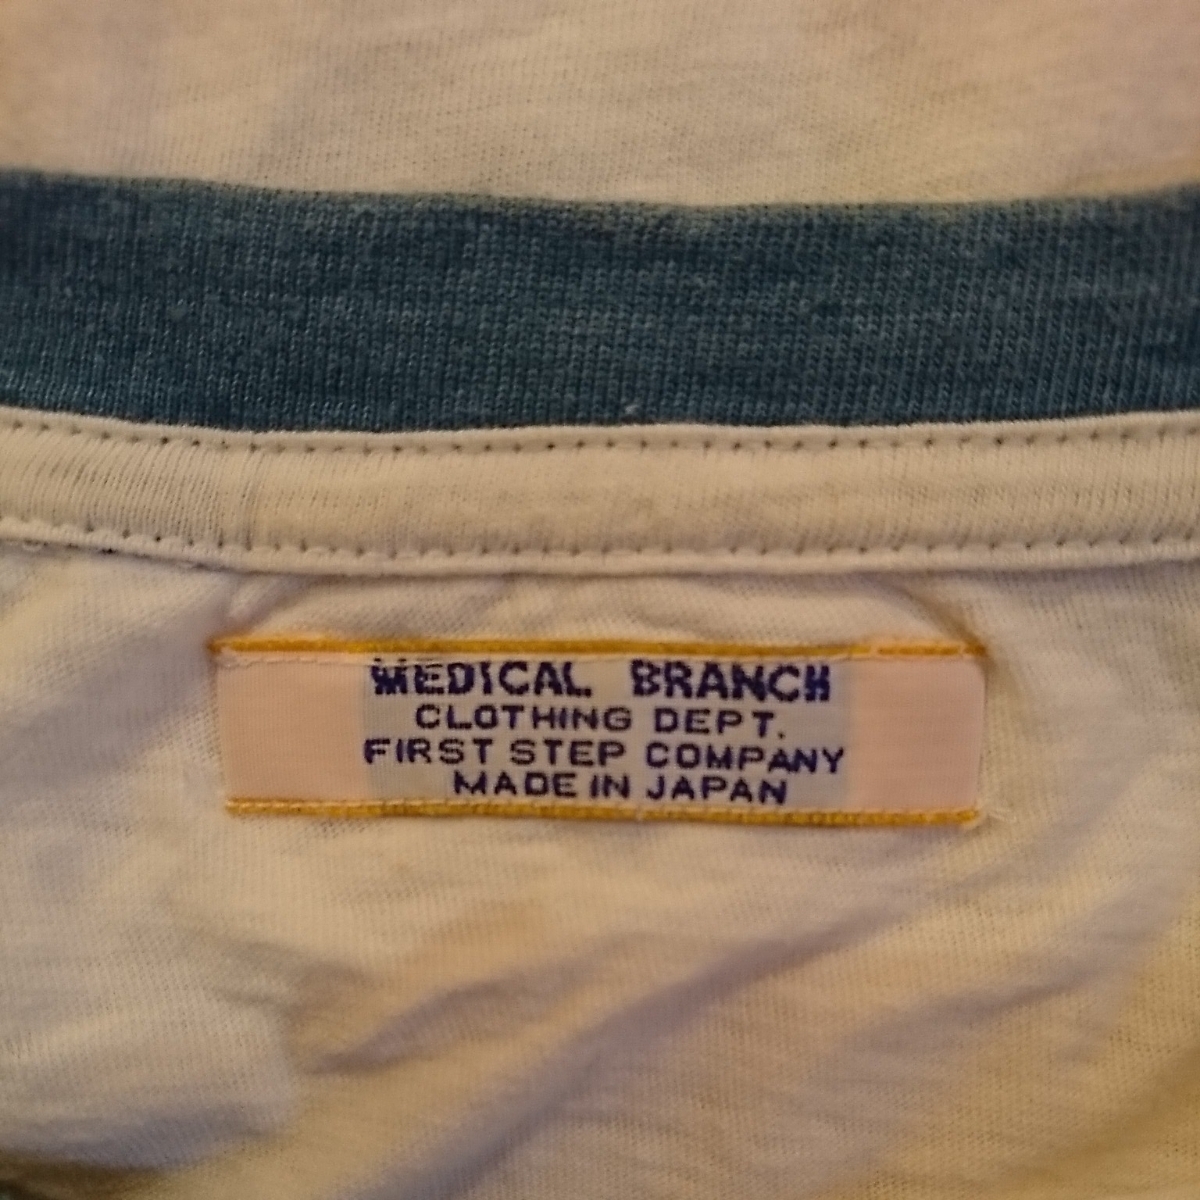 MEDICAL BRANCH
CLOTHING DEPT.
FIRST STEP COMPANY
MADE IN JAPAN